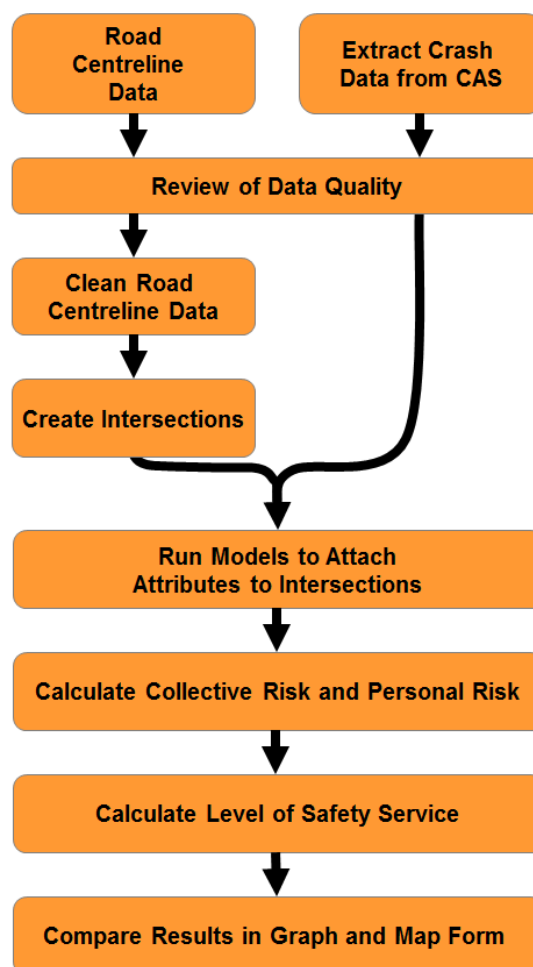 Road
Centreline
Data
Extract Crash
Data from CAS
Review of Data Quality
Clean Road
Centreline Data
Create Intersections
Run Models to Attach
Attributes to Intersections
Calculate Collective Risk and Personal Risk
Calculate Level of Safety Service
Compare Results in Graph and Map Form